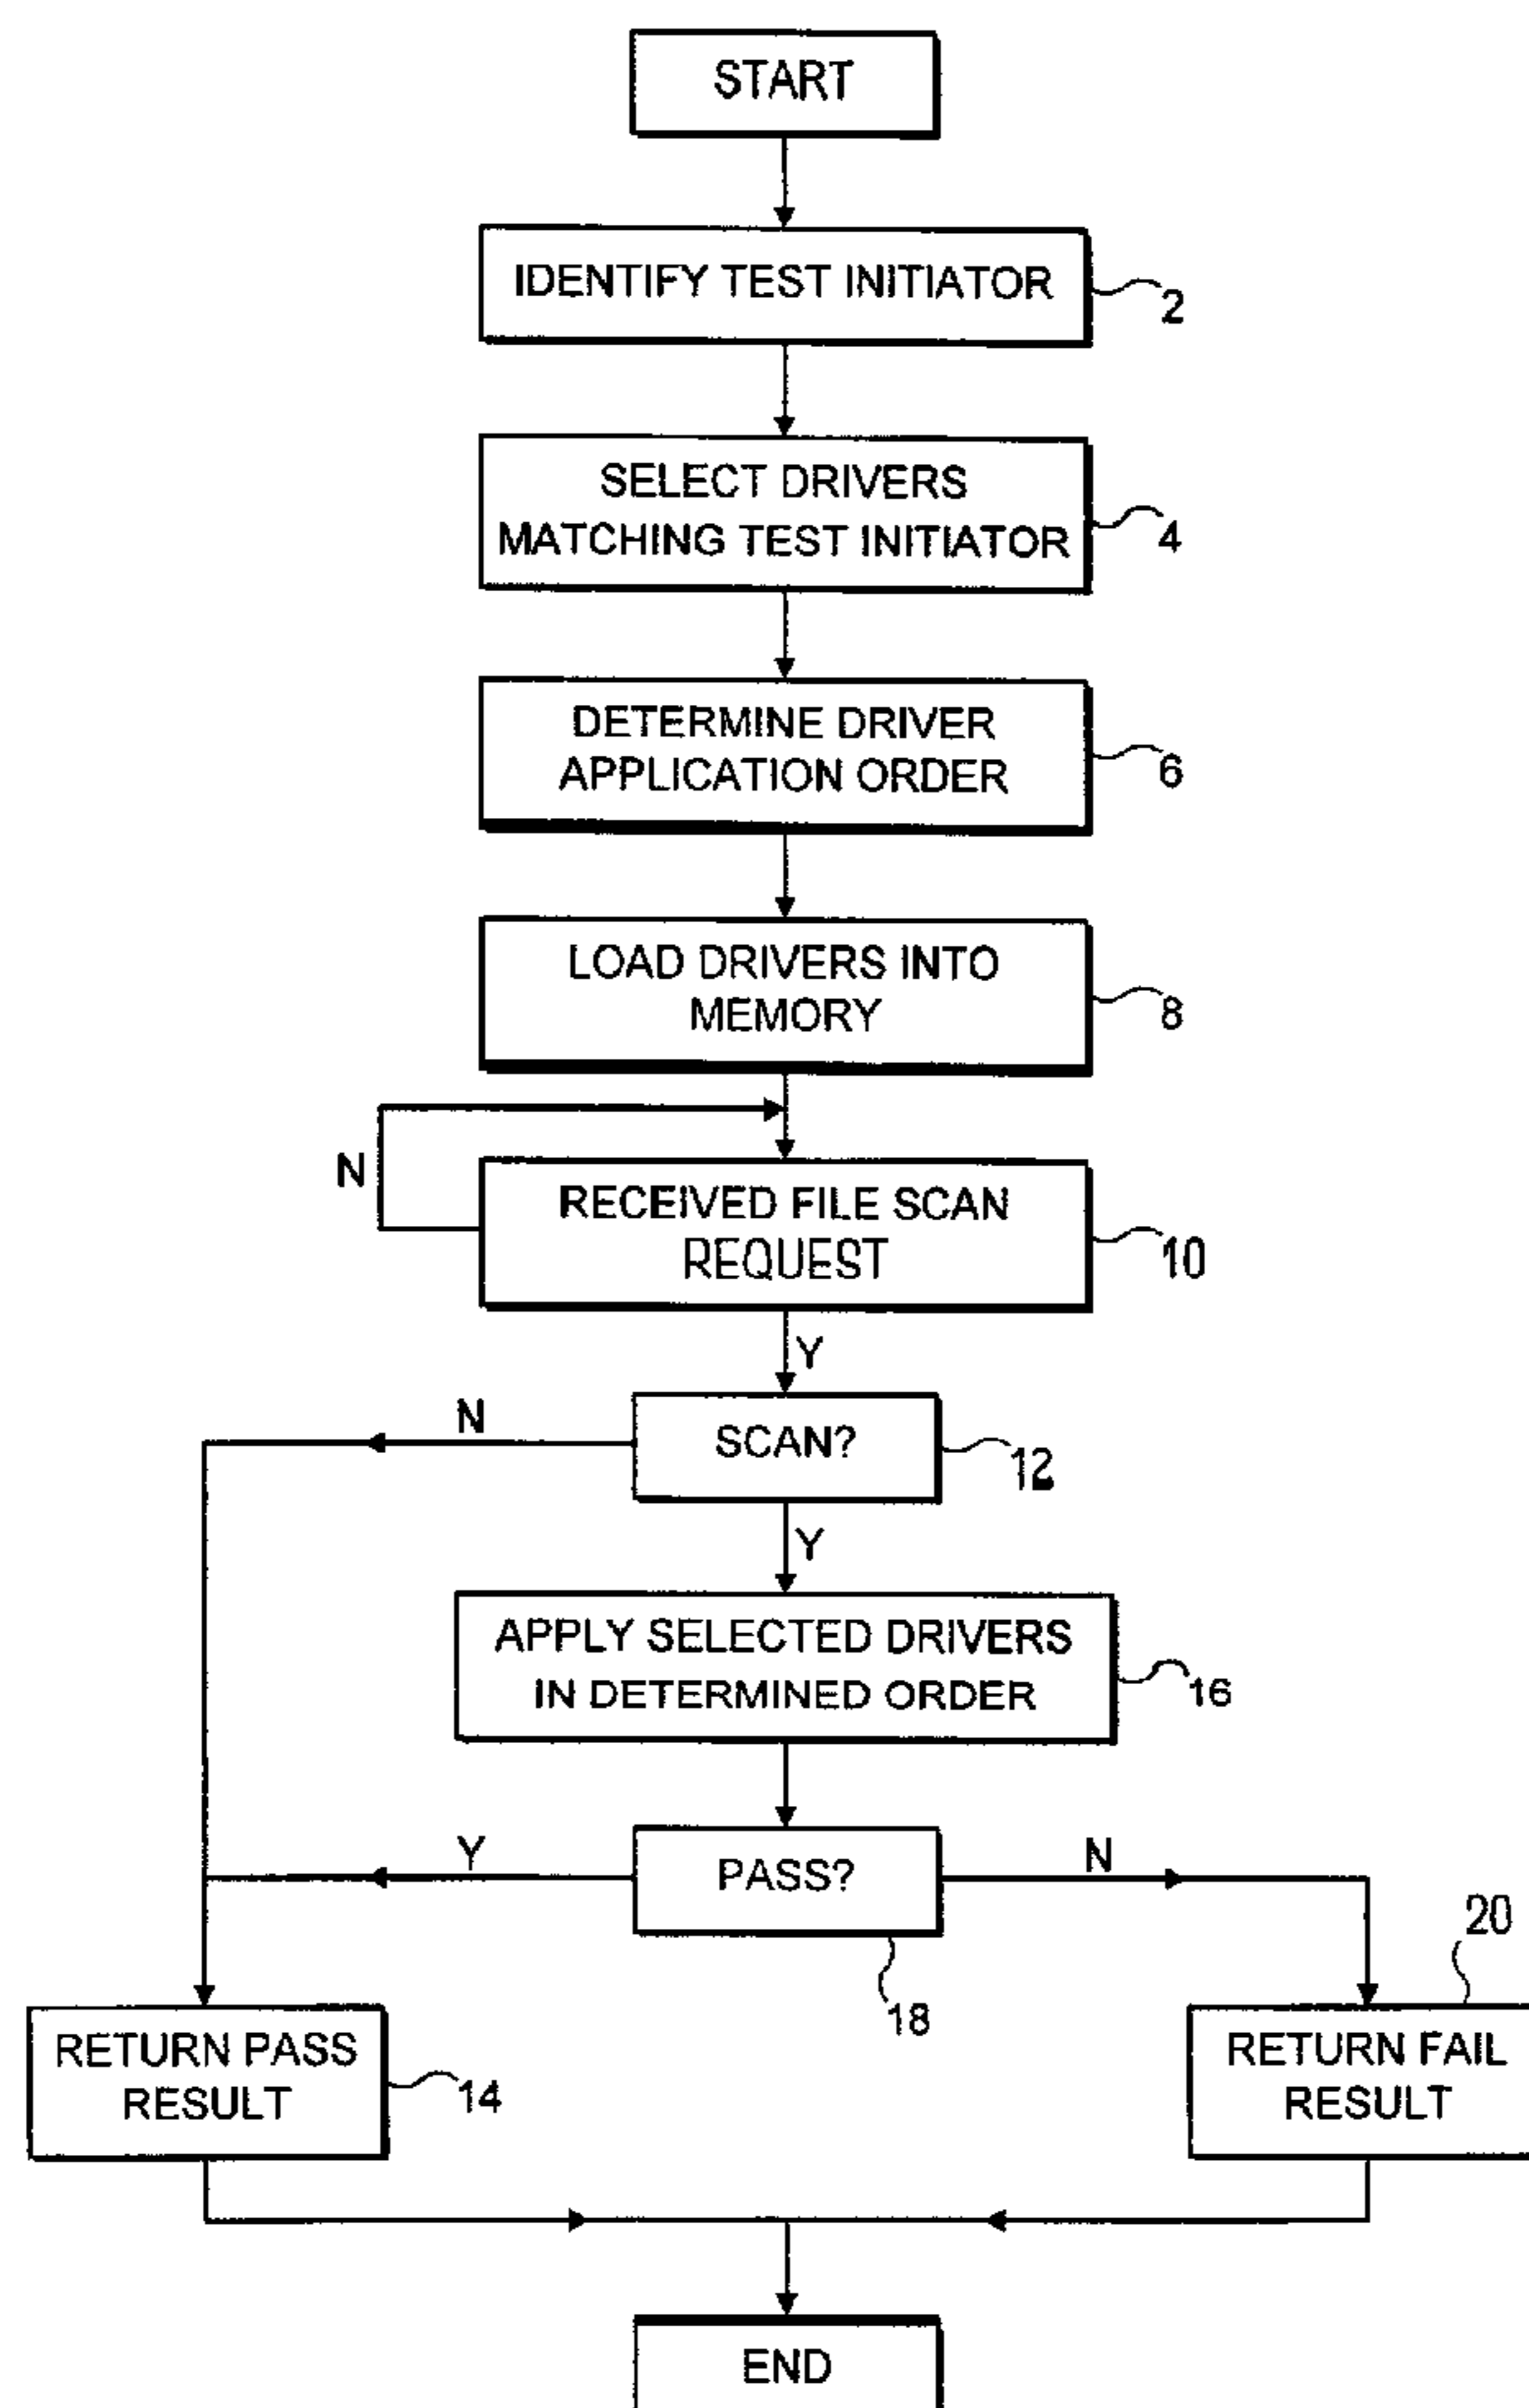 START
IDENTIFY TEST INITIATOR
2
SELECT DRIVERS
MATCHING TEST INITIATOR
4
DETERMINE DRIVER
APPLICATION ORDER
6
LOAD DRIVERS INTO
MEMORY
8
N
RECEIVED FILE SCAN
REQUEST
10
Y
N
SCAN?
12
Y
APPLY SELECTED DRIVERS
IN DETERMINED ORDER
16
Y
PASS?
N
18
20
RETURN PASS
RESULT
14
RETURN FAIL
RESULT
END